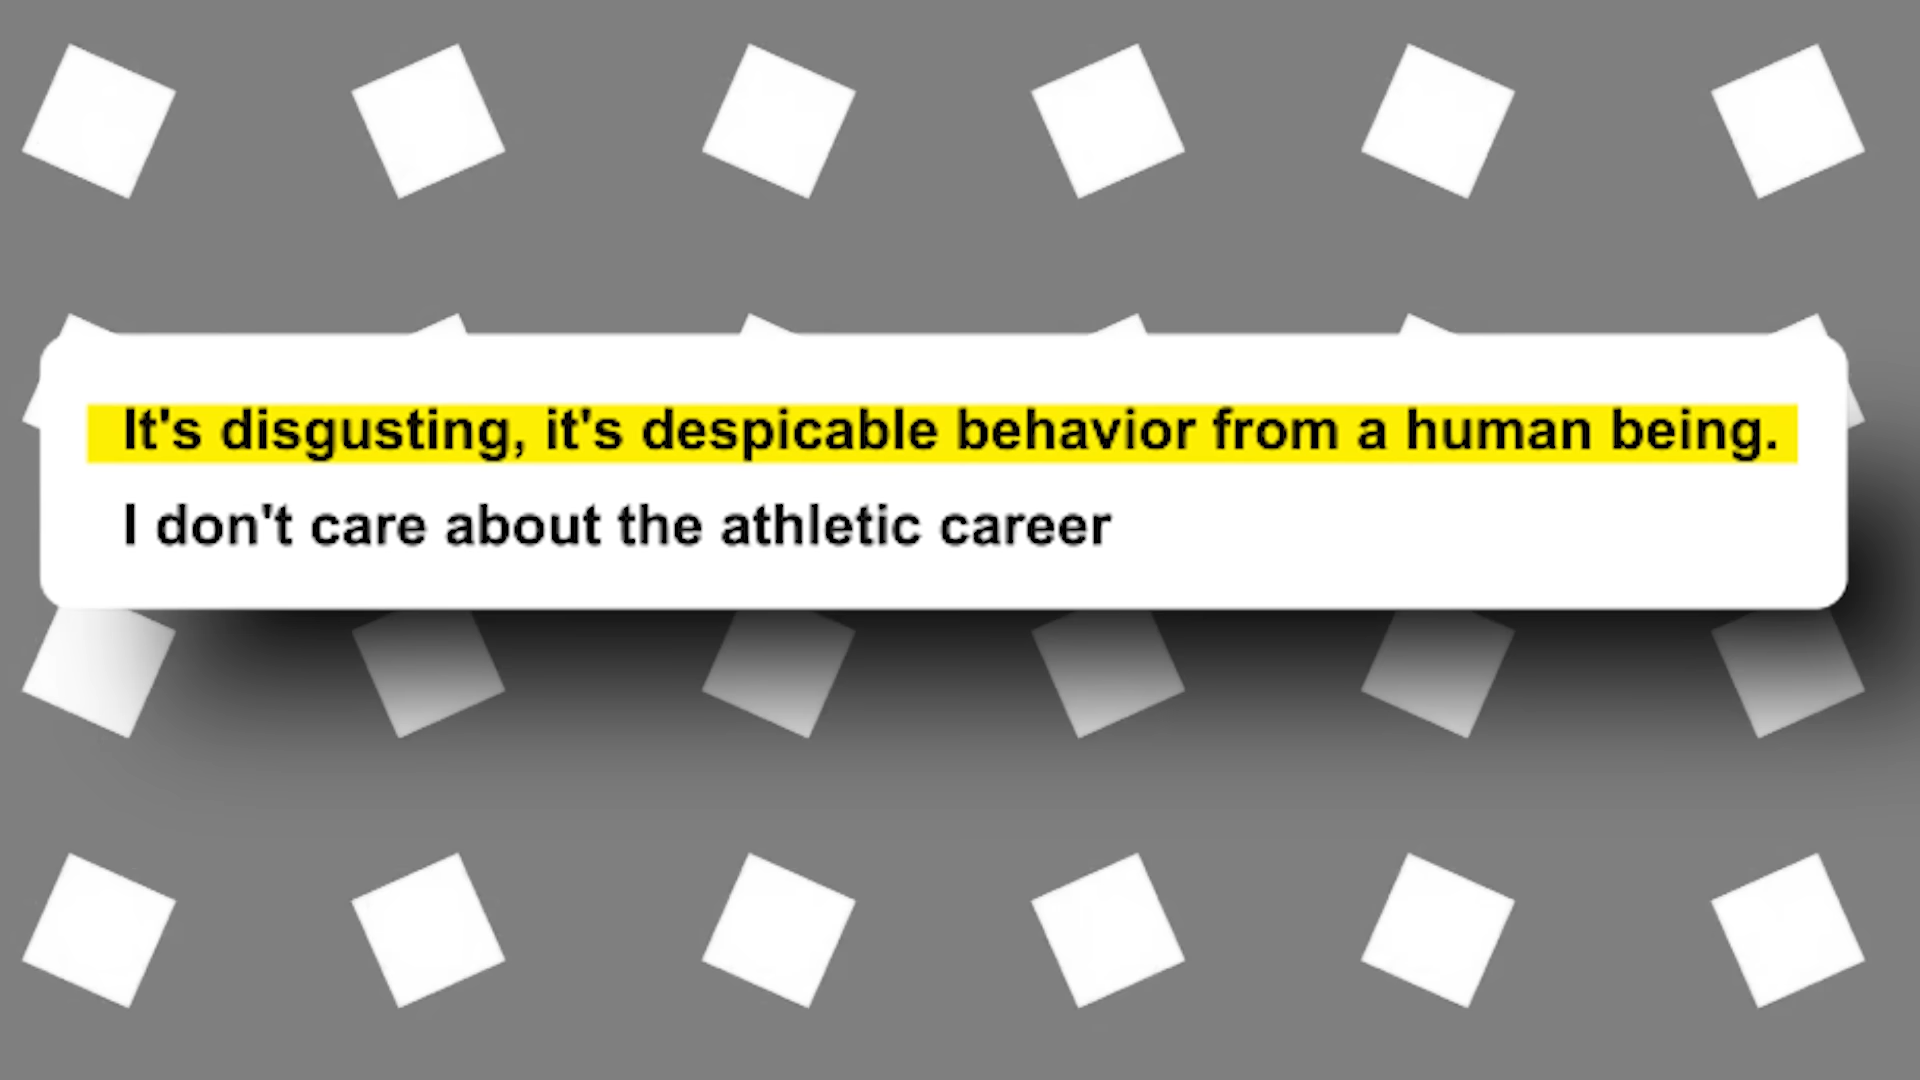 It's disgusting, it's despicable behavior from a human being.
I don't care about the athletic career